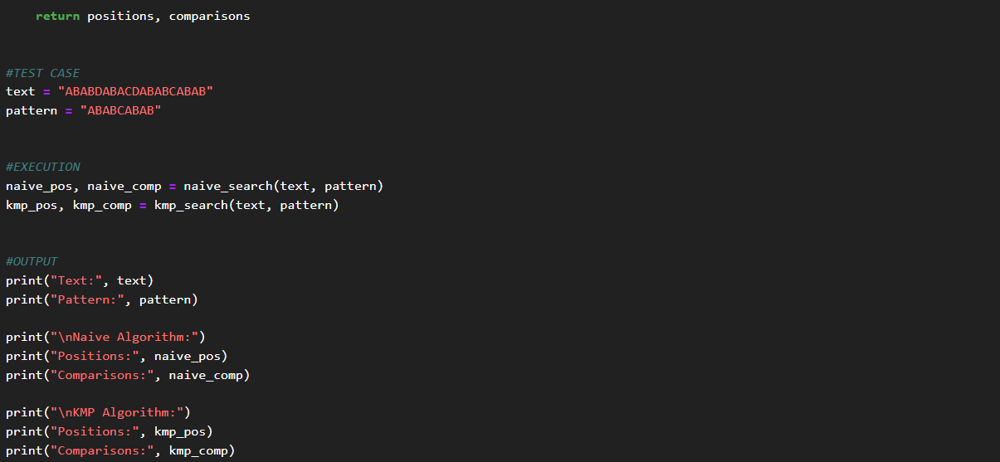 return positions, comparisons
#TEST CASE
text = "ABABDABACDABABCABAB"
pattern = "ABABCABAB"
#EXECUTION
naive_pos, naive_comp = naive_search(text, pattern)
kmp_pos, kmp_comp = kmp_search(text, pattern)
#OUTPUT
print("Text:", text)
print("Pattern:", pattern)
print("\nNaive Algorithm:")
print("Positions:", naive_pos)
print("Comparisons:", naive_comp)
print("\nKMP Algorithm:")
print("Positions:", kmp_pos)
print("Comparisons:", kmp_comp)